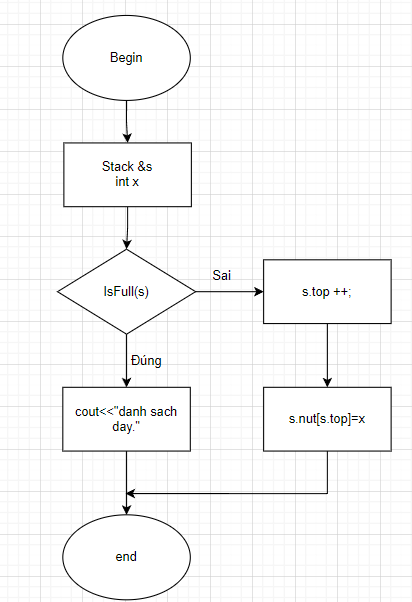 Begin
Stack &s
int x
IsFull(s)
Sai
s.top ++;
Đúng
cout<<"danh sach
day."
s.nut[s.top]=x
end